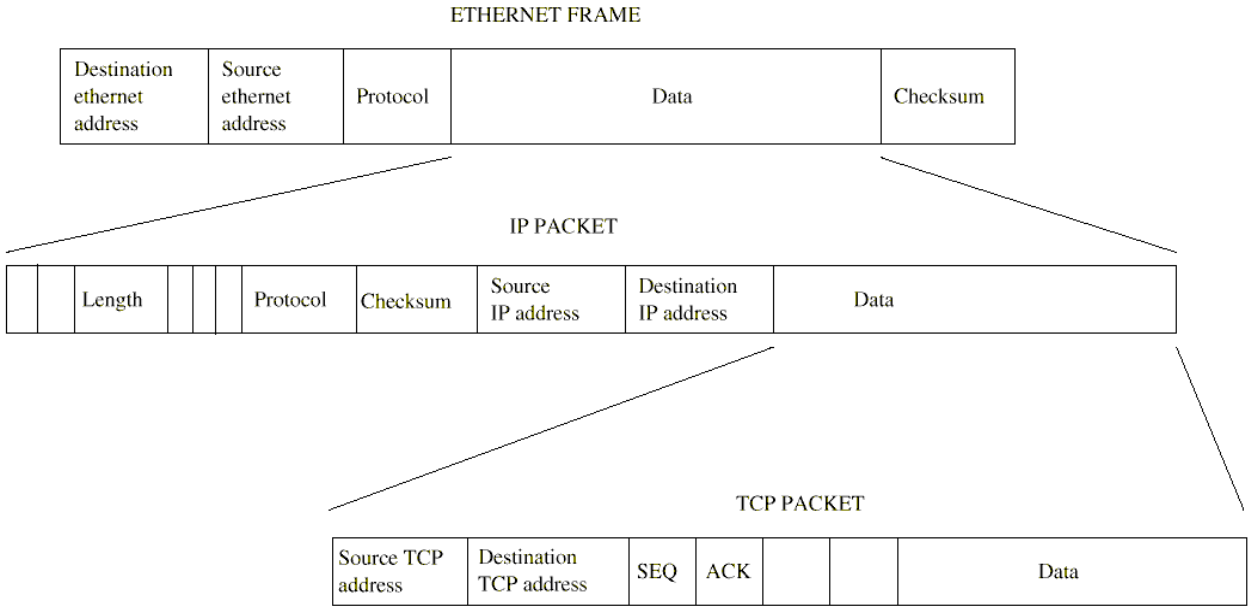 ETHERNET FRAME
Destination
ethernet
address
Source
ethernet
address
Protocol
Data
Checksum
IP PACKET
Length
Protocol
Checksum
Source
IP address
Destination
IP address
Data
TCP PACKET
Source TCP
address
Destination
TCP address
SEQ
ACK
Data